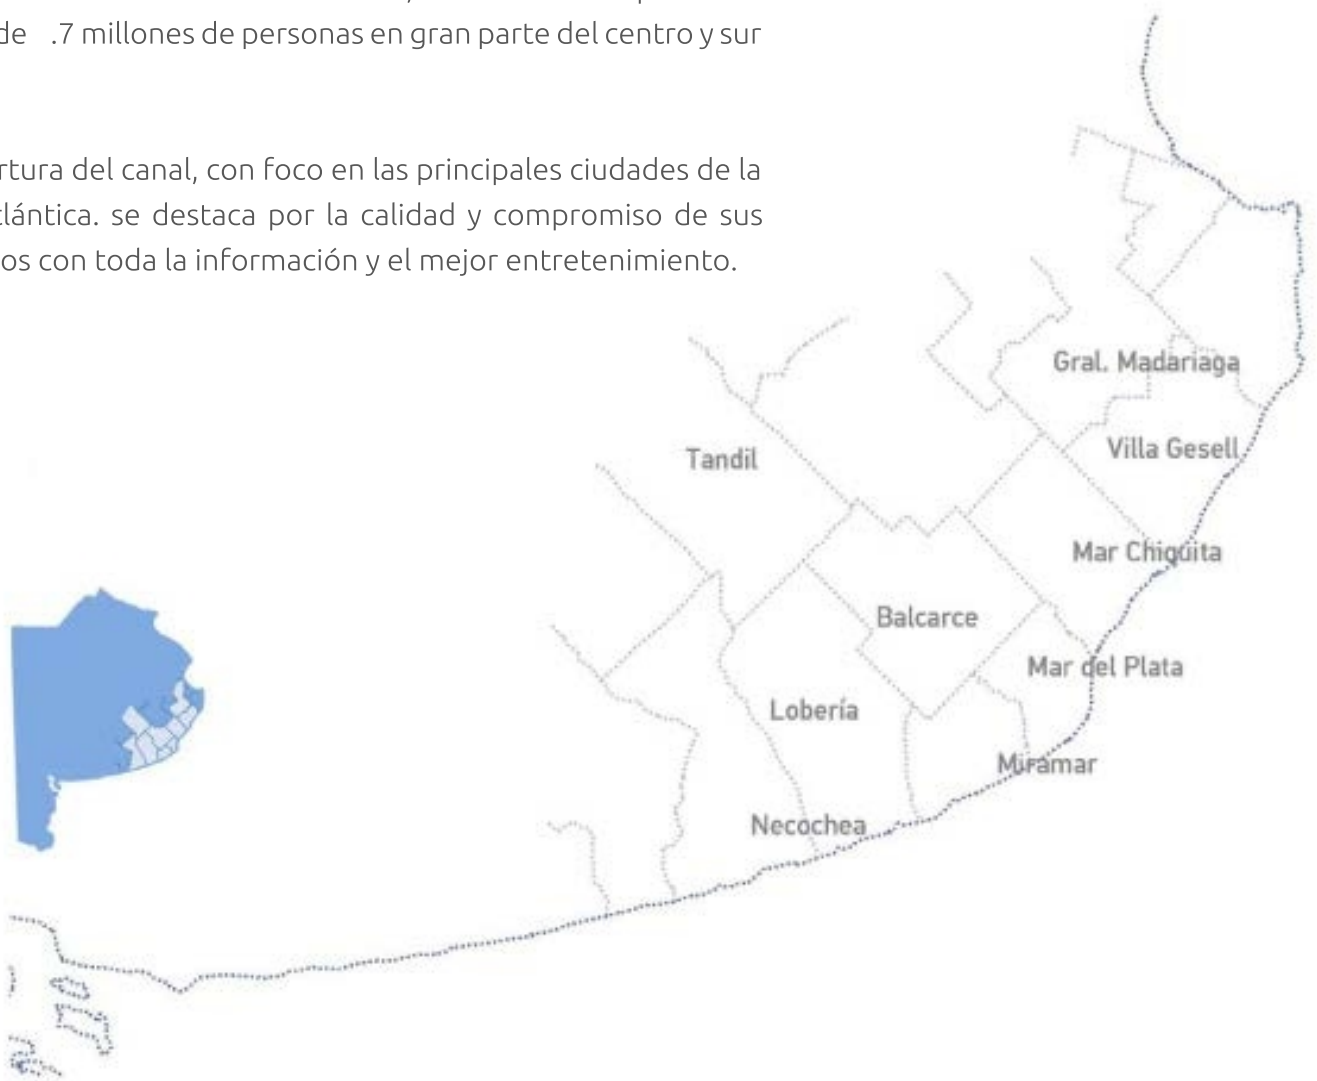 de .7 millones de personas en gran parte del centro y sur
rtura del canal, con foco en las principales ciudades de la
tlántica. se destaca por la calidad y compromiso de sus
os con toda la información y el mejor entretenimiento.
Gral. Madariaga
Villa Gesell
Tandil
Mar Chiquita
Balcarce
Mar del Plata
Lobería
Miramar
Necochea